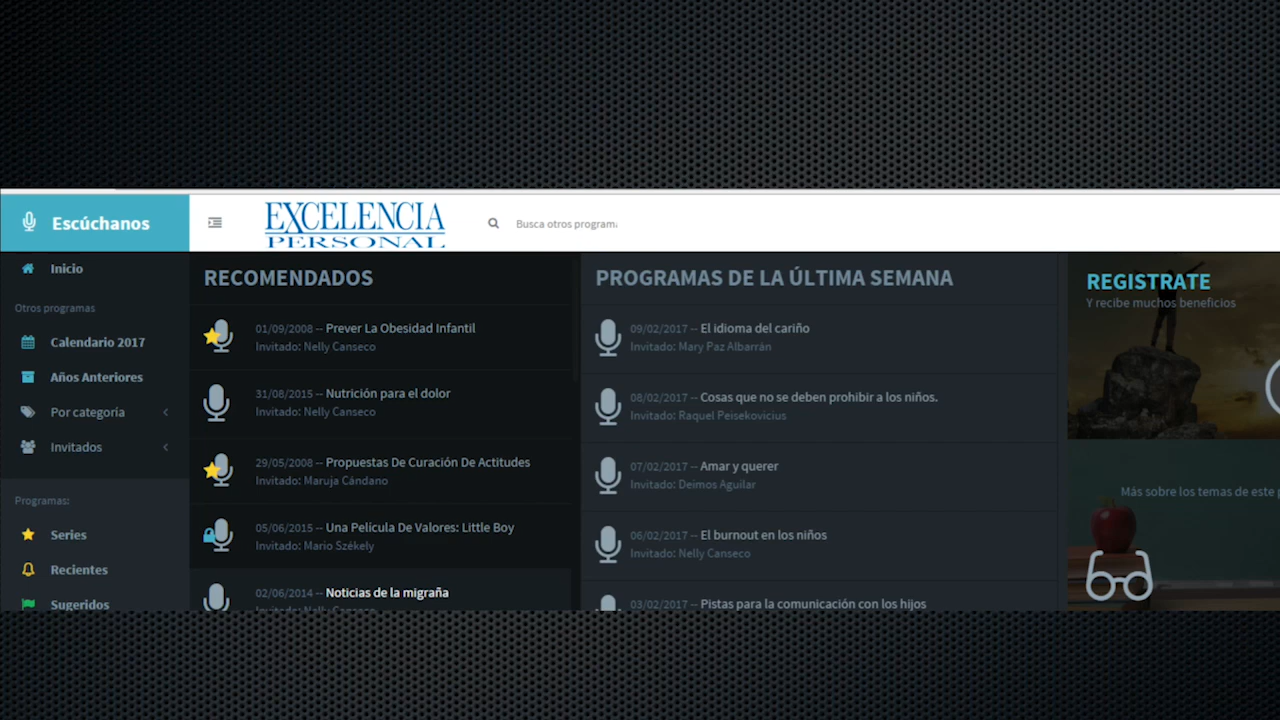 Escúchanos
EXCELENCIA
PERSONAL
Busca otros programa
Inicio
Otros programas
Calendario 2017
Años Anteriores
Por categoría
Invitados
Programas:
Series
Recientes
Sugeridos
RECOMENDADOS
01/09/2008 -- Prever La Obesidad Infantil
Invitado: Nelly Canseco
31/08/2015 -- Nutrición para el dolor
Invitado: Nelly Canseco
29/05/2008 -- Propuestas De Curación De Actitudes
Invitado: Maruja Cándano
05/06/2015 -- Una Película De Valores: Little Boy
Invitado: Mario Székely
02/06/2014 -- Noticias de la migraña
Invitado: Nelly Canseco
PROGRAMAS DE LA ÚLTIMA SEMANA
09/02/2017 -- El idioma del cariño
Invitado: Mary Paz Albarrán
08/02/2017 -- Cosas que no se deben prohibir a los niños.
Invitado: Raquel Peisekovicius
07/02/2017 -- Amar y querer
Invitado: Deimos Aguilar
06/02/2017 -- El burnout en los niños
Invitado: Nelly Canseco
03/02/2017 -- Pistas para la comunicación con los hijos
REGISTRATE
Y recibe muchos beneficios
Más sobre los temas de este